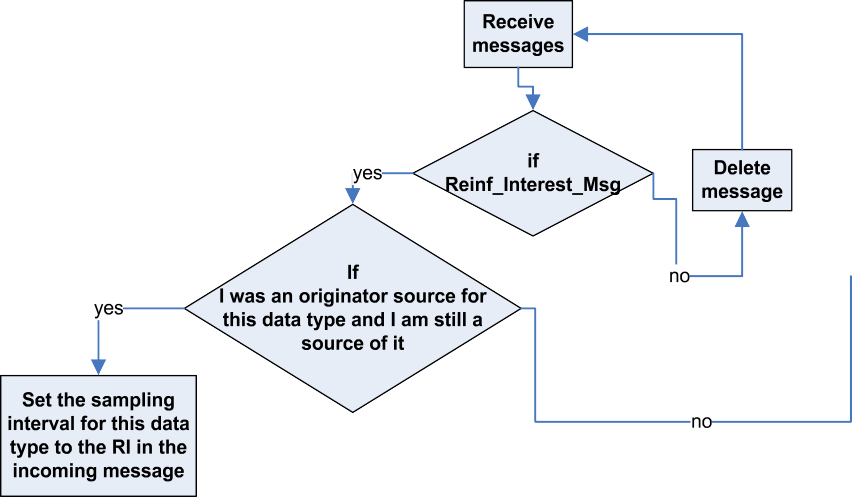 Receive
messages
if
Reinf_Interest_Msg
yes
Delete
message
no
If
I was an originator source for
this data type and I am still a
source of it
yes
Set the sampling
interval for this data
type to the RI in the
incoming message
no